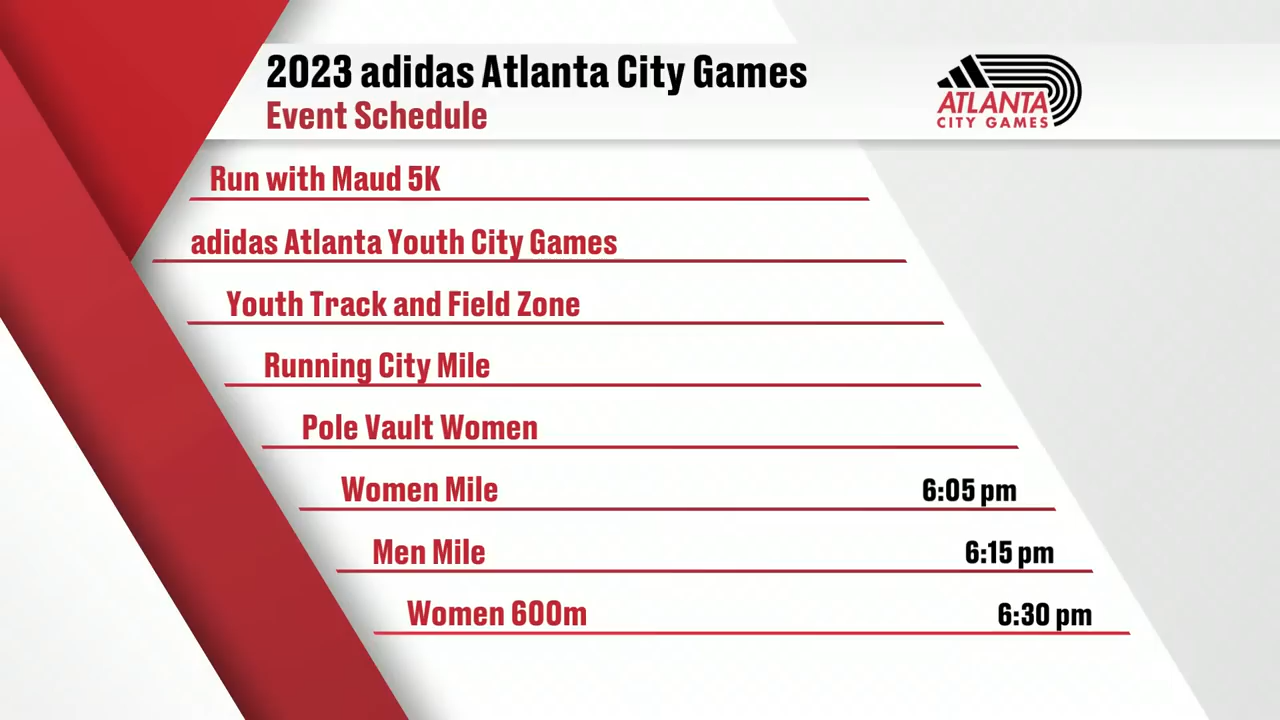 2023 adidas Atlanta City Games
Event Schedule
ATLANTA
CITY GAMES
Run with Maud 5K
adidas Atlanta Youth City Games
Youth Track and Field Zone
Running City Mile
Pole Vault Women
Women Mile 6:05 pm
Men Mile 6:15 pm
Women 600m 6:30 pm